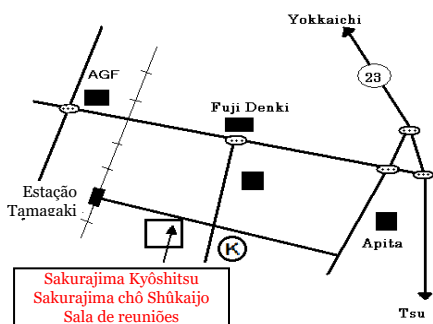 Yokkaichi
23
AGF
Fuji Denki
Estação
Tamagaki
K
Apita
Sakurajima Kyôshitsu
Sakurajima chô Shûkaijo
Sala de reuniões
Tsu